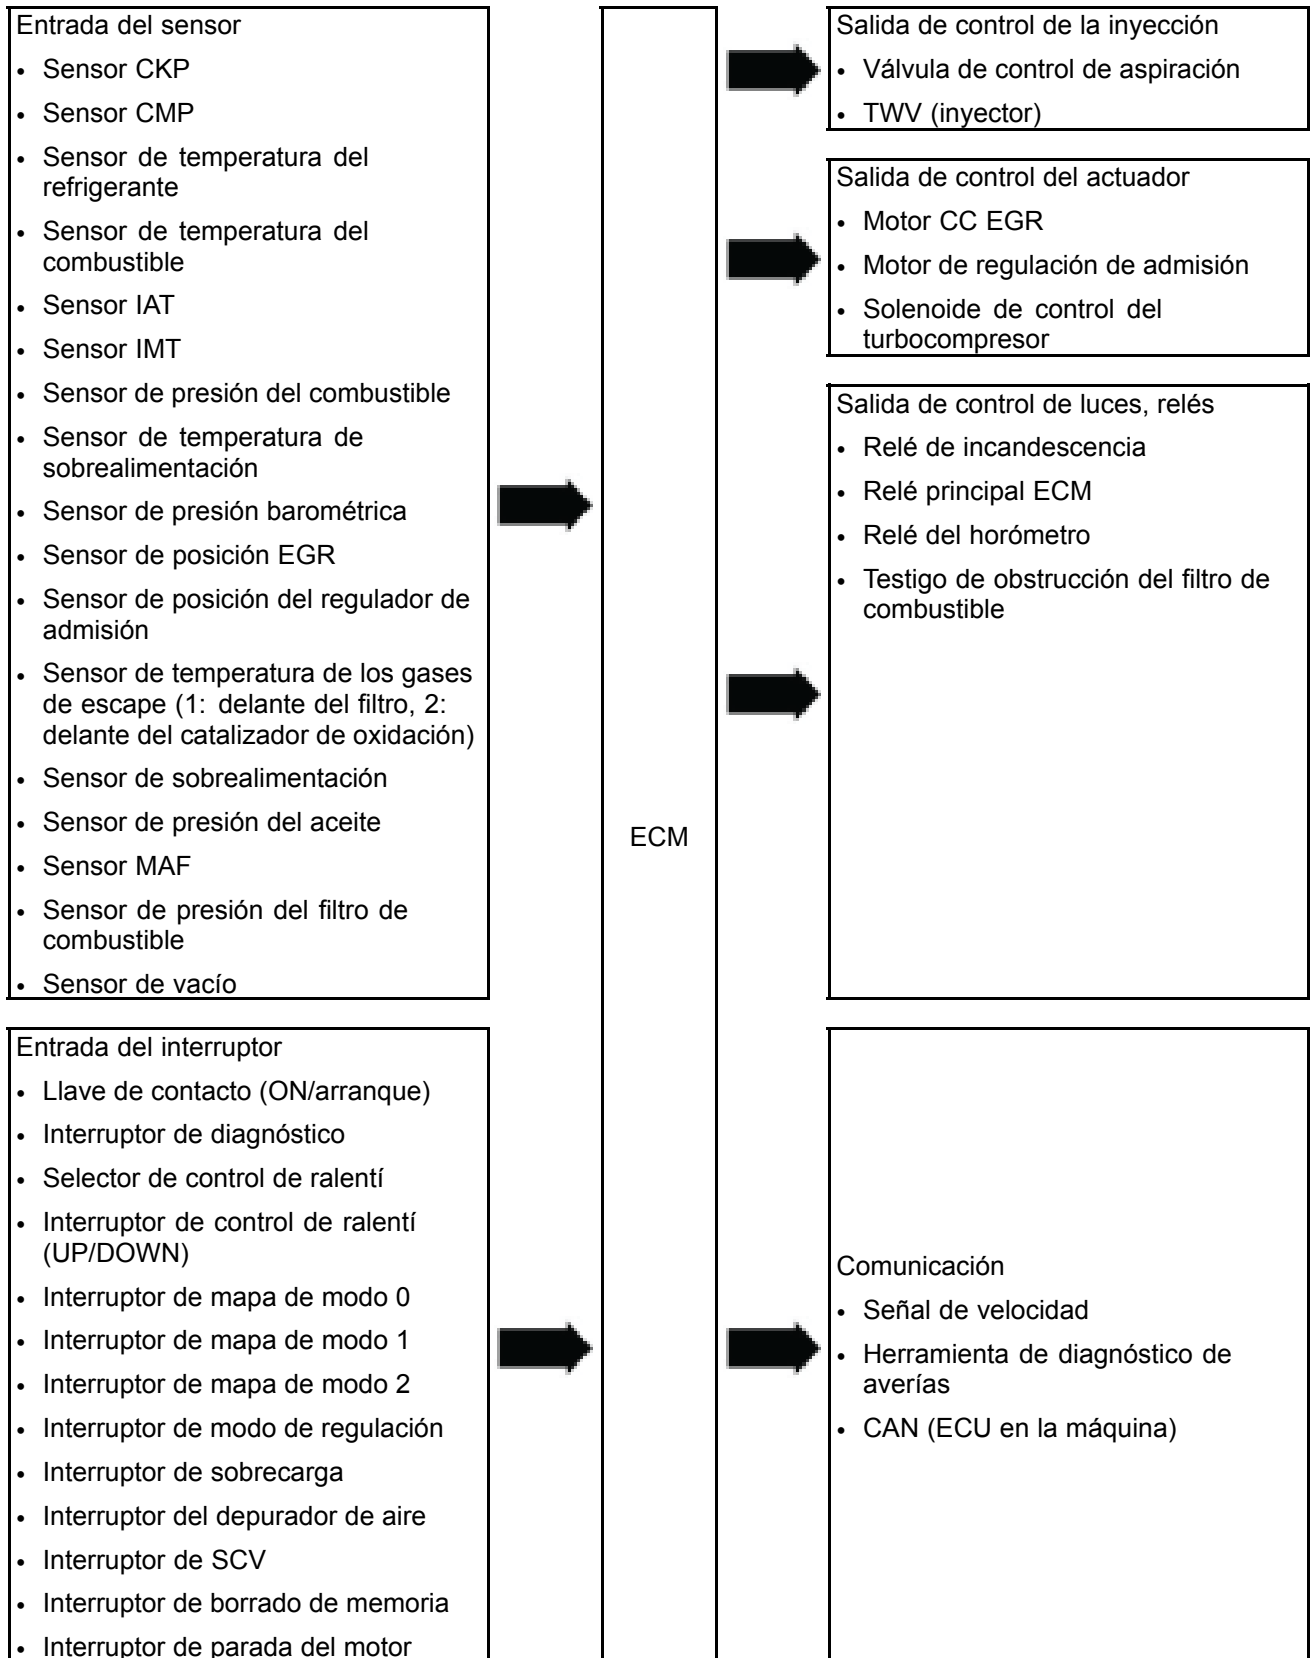 Entrada del sensor
• Sensor CKP
• Sensor CMP
• Sensor de temperatura del
refrigerante
• Sensor de temperatura del
combustible
• Sensor IAT
• Sensor IMT
• Sensor de presión del combustible
• Sensor de temperatura de
sobrealimentación
• Sensor de presión barométrica
• Sensor de posición EGR
• Sensor de posición del regulador de
admisión
• Sensor de temperatura de los gases
de escape (1: delante del filtro, 2:
delante del catalizador de oxidación)
• Sensor de sobrealimentación
• Sensor de presión del aceite
• Sensor MAF
• Sensor de presión del filtro de
combustible
• Sensor de vacío
Entrada del interruptor
• Llave de contacto (ON/arranque)
• Interruptor de diagnóstico
• Selector de control de ralentí
• Interruptor de control de ralentí
(UP/DOWN)
• Interruptor de mapa de modo 0
• Interruptor de mapa de modo 1
• Interruptor de mapa de modo 2
• Interruptor de modo de regulación
• Interruptor de sobrecarga
• Interruptor del depurador de aire
• Interruptor de SCV
• Interruptor de borrado de memoria
• Interruptor de parada del motor
ECM
Salida de control de la inyección
• Válvula de control de aspiración
• TWV (inyector)
Salida de control del actuador
• Motor CC EGR
• Motor de regulación de admisión
• Solenoide de control del
turbocompresor
Salida de control de luces, relés
• Relé de incandescencia
• Relé principal ECM
• Relé del horómetro
• Testigo de obstrucción del filtro de
combustible
Comunicación
• Señal de velocidad
• Herramienta de diagnóstico de
averías
• CAN (ECU en la máquina)